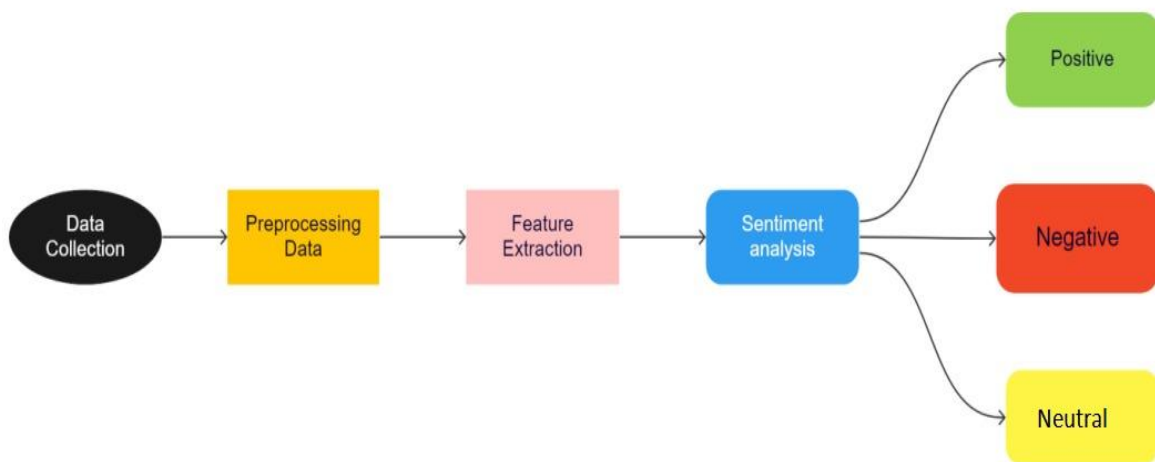 Data
Collection
Preprocessing
Data
Feature
Extraction
Sentiment
analysis
Positive
Negative
Neutral